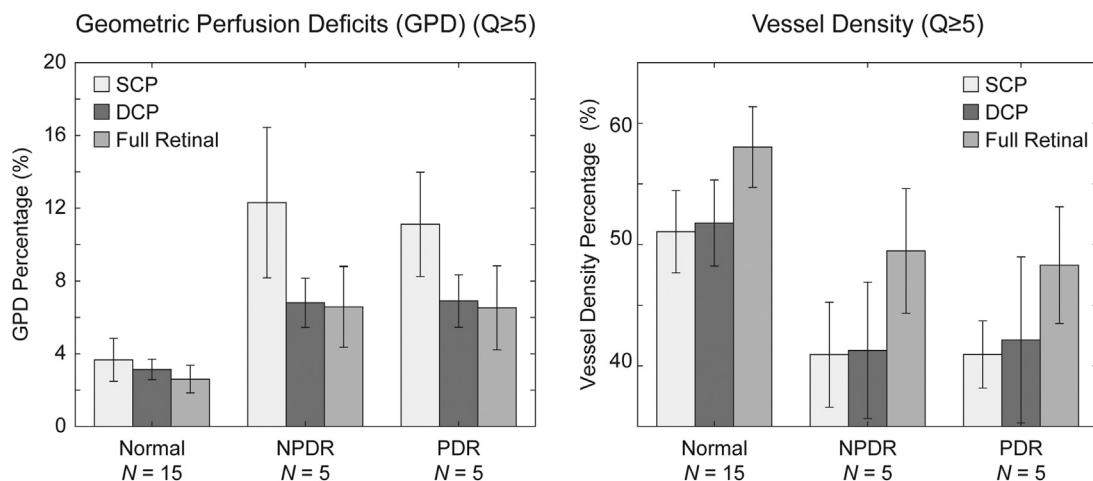 Geometric Perfusion Deficits (GPD) (Q≥5)
20
16
12
8
4
0
GPD Percentage (%)
SCP
DCP
Full Retinal
Normal
N = 15
NPDR
N = 5
PDR
N = 5
Vessel Density (Q≥5)
60
50
40
Vessel Density Percentage (%)
SCP
DCP
Full Retinal
Normal
N = 15
NPDR
N = 5
PDR
N = 5